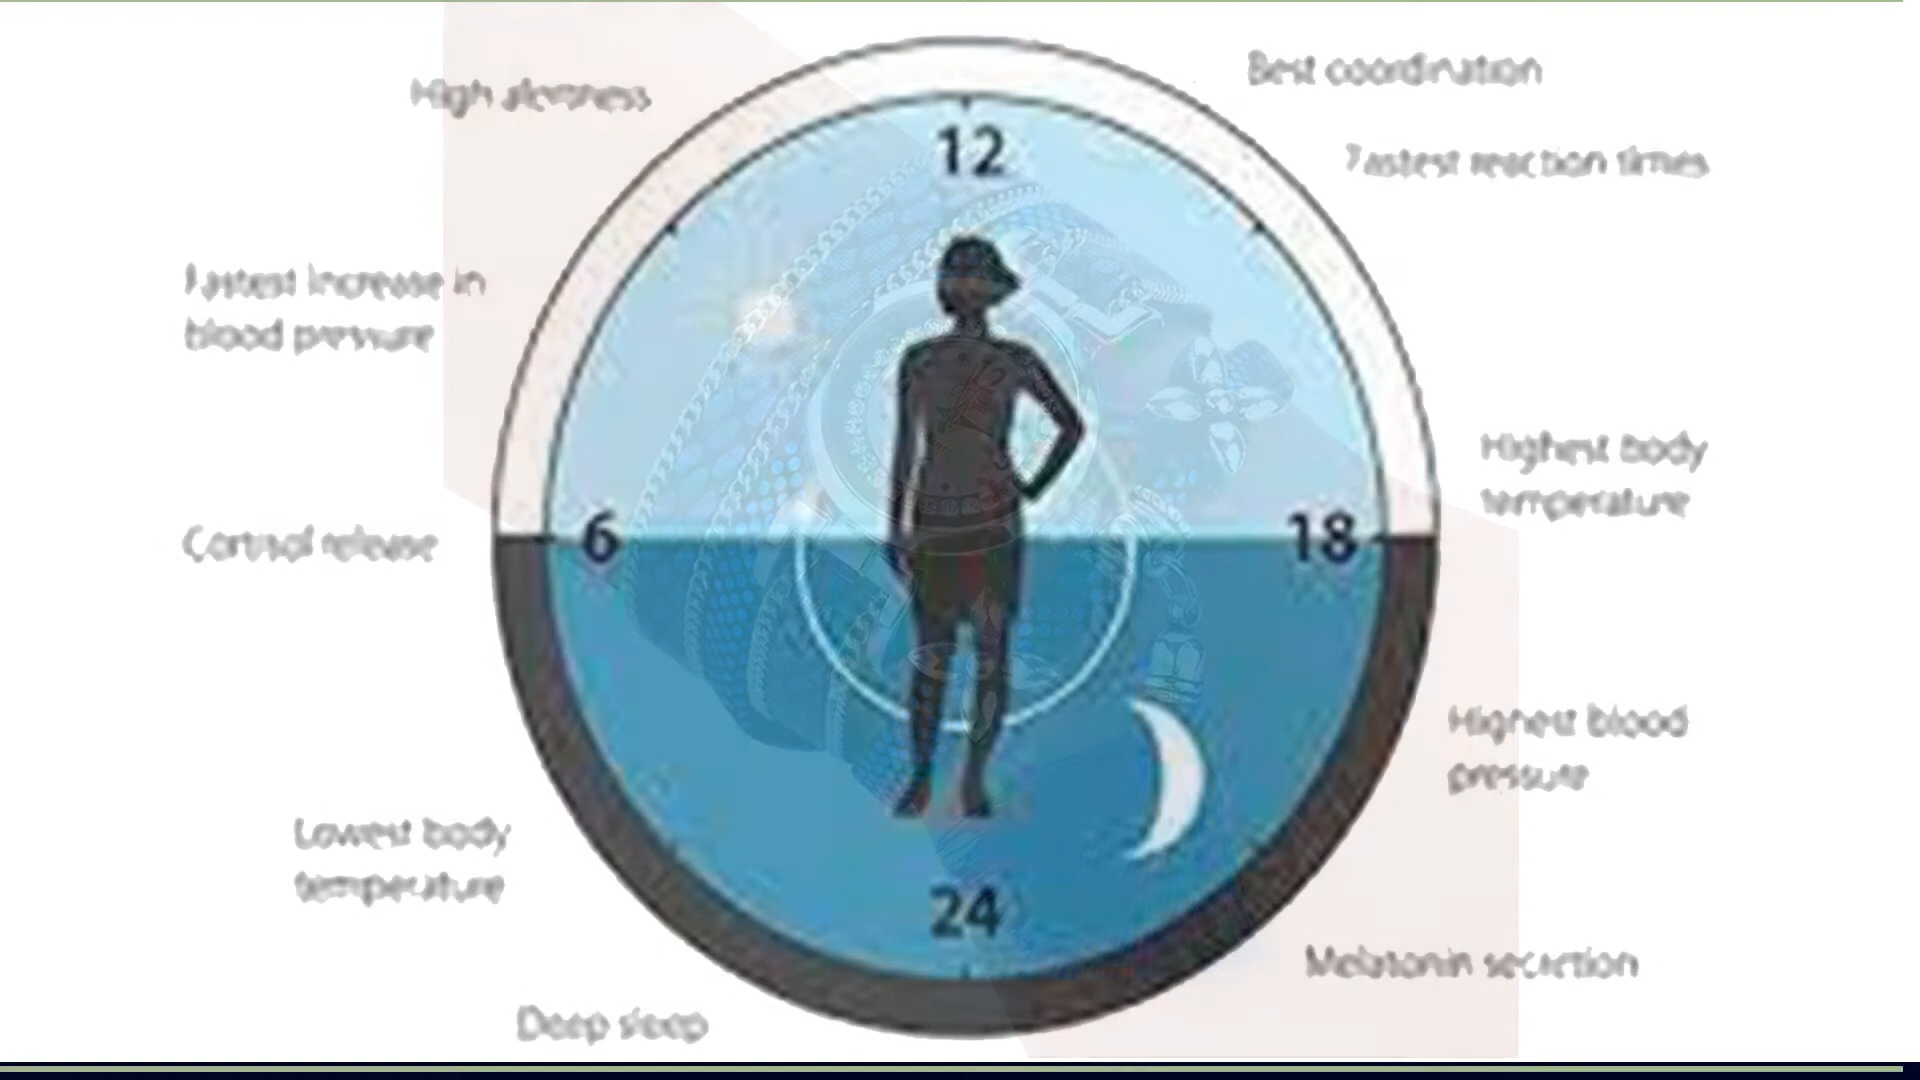 High alertness
Best coordination
12
Fastest reaction times
Fastest increase in
blood pressure
Highest body
temperature
6
18
Cortisol release
Highest blood
pressure
Lowest body
temperature
24
Melatonin secretion
Deep sleep